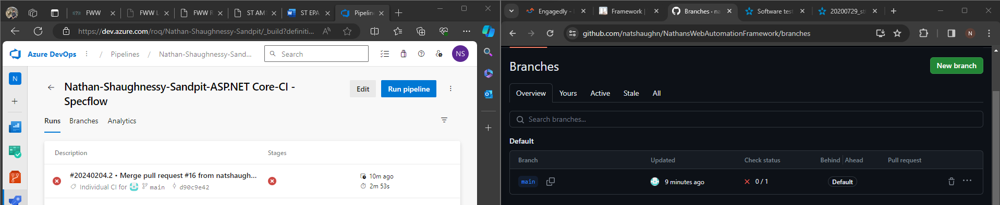 FWW
FWW L
FWW R
ST AMT
ST EPA
Pipelin
https://dev.azure.com/roq/Nathan-Shaughnessy-Sandpit/_build?definiti...
Azure DevOps / Pipelines / Nathan-Shaughnessy-Sand...
Search
NS
N
Nathan-Shaughnessy-Sandpit-ASP.NET Core-CI -
Specflow
Edit
Run pipeline
Runs
Branches
Analytics
Description
Stages
#20240204.2 • Merge pull request #16 from natshaugh...
10m ago
Individual CI for main d90c9e42
2m 53s
Engagedly -
Framework |
Branches · na
Software test
20200729_st
github.com/natshaughn/NathansWebAutomationFramework/branches
N
Branches
New branch
Overview
Yours
Active
Stale
All
Search branches...
Default
Branch
Updated
Check status
Behind
Ahead
Pull request
main
9 minutes ago
0 / 1
Default